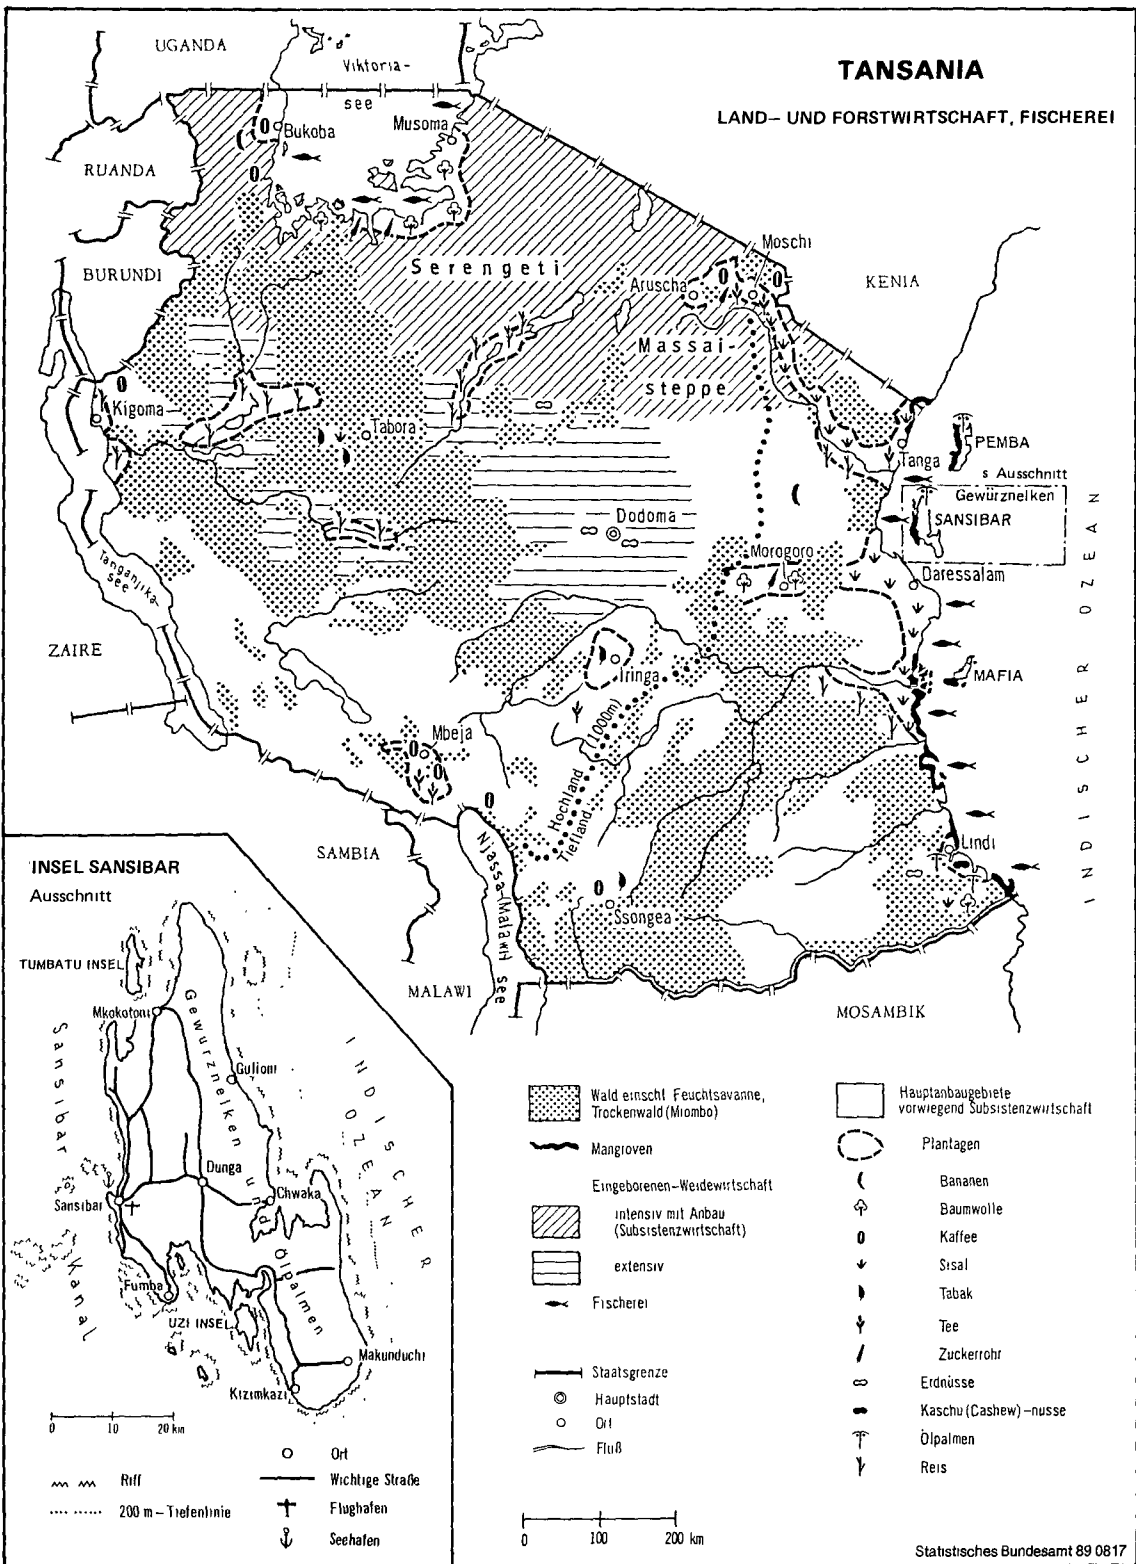 TANSANIA
LAND– UND FORSTWIRTSCHAFT, FISCHEREI
UGANDA
Viktoria-
see
Bukoba
Musoma
RUANDA
BURUNDI
Serengeti
Moschi
Aruscha
KENIA
Massai-
steppe
Kigoma
Tabora
Tanga
PEMBA
s Ausschnitt
Gewürznelken
SANSIBAR
Dodoma
Morogoro
Daressalam
Tanganjika-
see
ZAIRE
Iringa
MAFIA
INDISCHER OZEAN
Mbeja
Hochland
(1000m)
Tiefland
Lindi
SAMBIA
Njassa-(Malawi) see
Ssongea
MALAWI
MOSAMBIK
INSEL SANSIBAR
Ausschnitt
TUMBATU INSEL
Mkokotoni
Gewürznelken und Ölpalmen
Gulioni
INDISCHER
OZEAN
Sansibar Kanal
Dunga
Sansibar
Chwaka
Fumba
UZI INSEL
Makunduchi
Kizimkazi
0 10 20 km
Ort
Riff
Wichtige Straße
200 m – Tiefenlinie
Flughafen
Seehafen
Wald einschl Feuchtsavanne,
Trockenwald (Miombo)
Mangroven
Eingeborenen-Weidewirtschaft
intensiv mit Anbau
(Subsistenzwirtschaft)
extensiv
Fischerei
Staatsgrenze
Hauptstadt
Ort
Fluß
0 100 200 km
Hauptanbaugebiete
vorwiegend Subsistenzwirtschaft
Plantagen
Bananen
Baumwolle
Kaffee
Sisal
Tabak
Tee
Zuckerrohr
Erdnüsse
Kaschu (Cashew) –nusse
Ölpalmen
Reis
Statistisches Bundesamt 89 0817